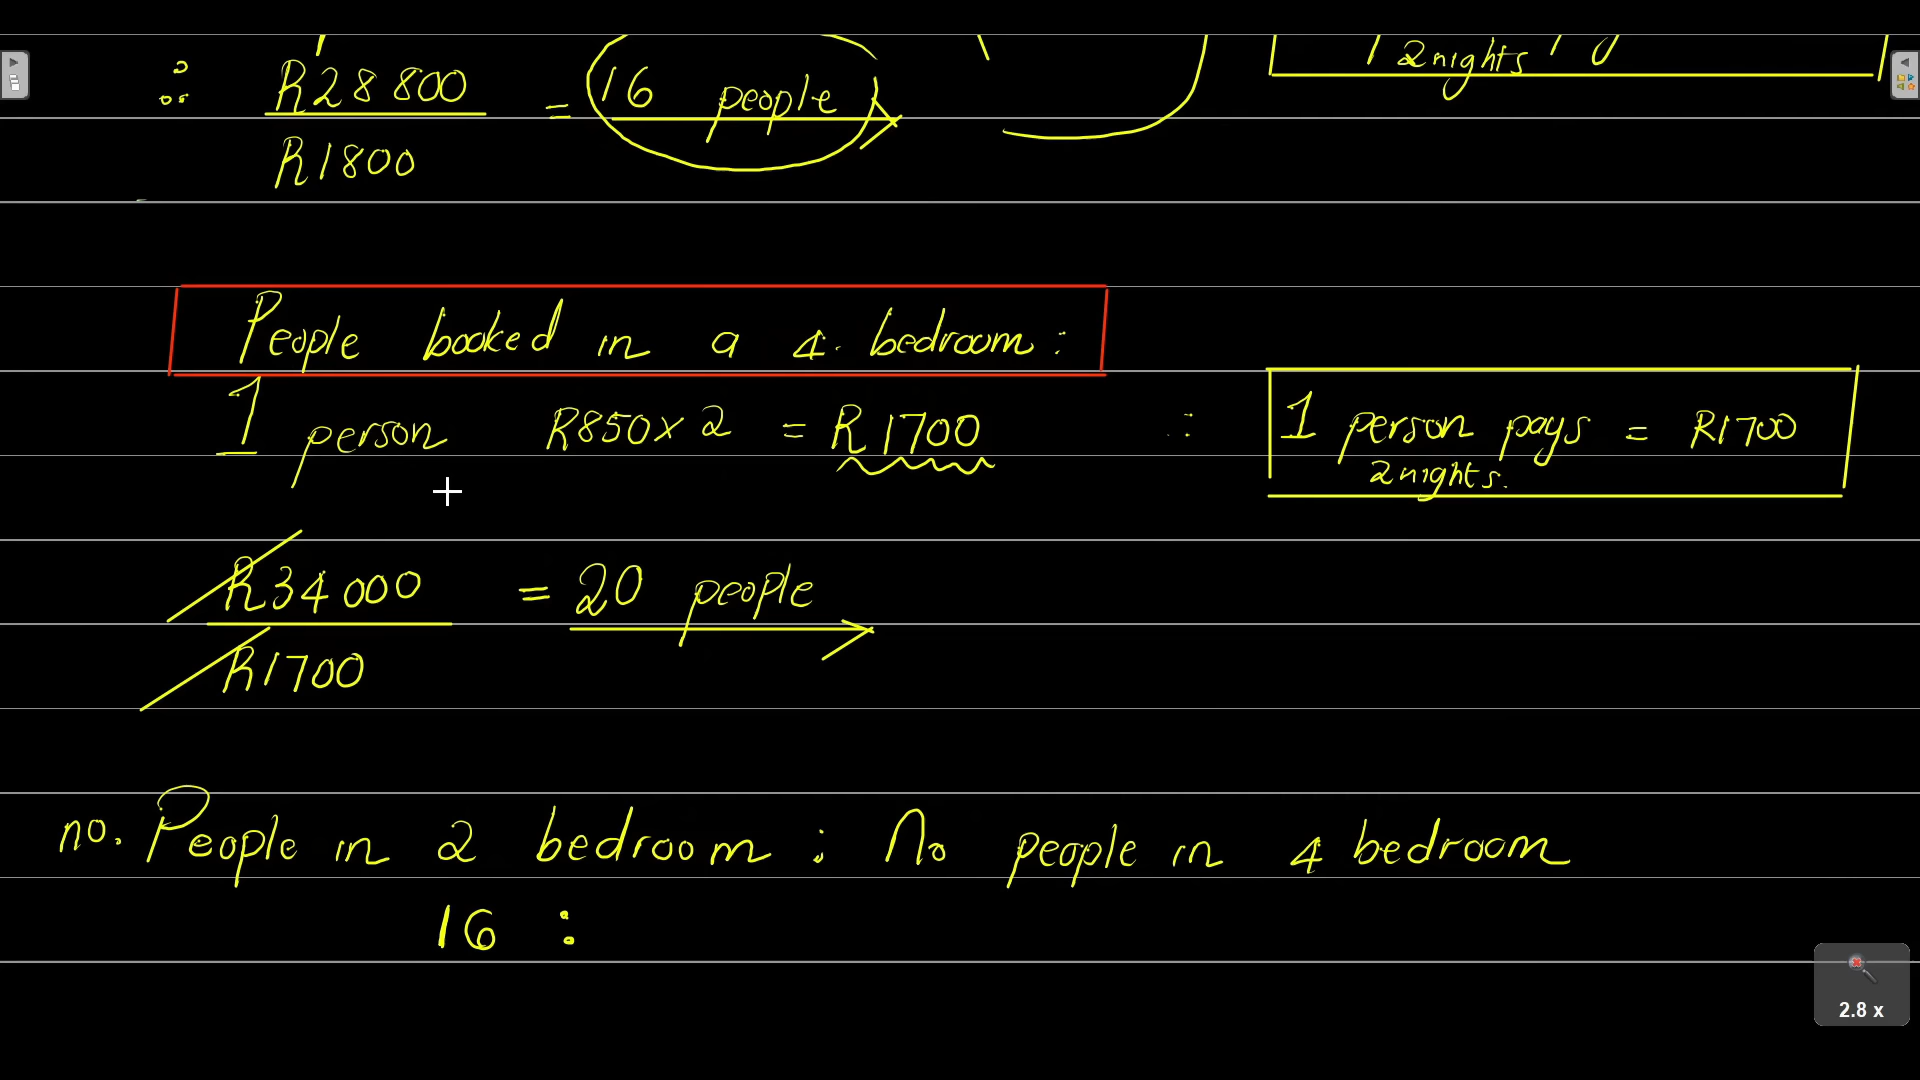 2nights
∴ R28 800 = 16 people
R1800
People booked in a 4 bedroom:
1 person R850 x 2 = R1700 ∴ 1 person pays = R1700
2nights.
R34 000 = 20 people
R1700
no. People in 2 bedroom : No people in 4 bedroom
16 :
2.8 x